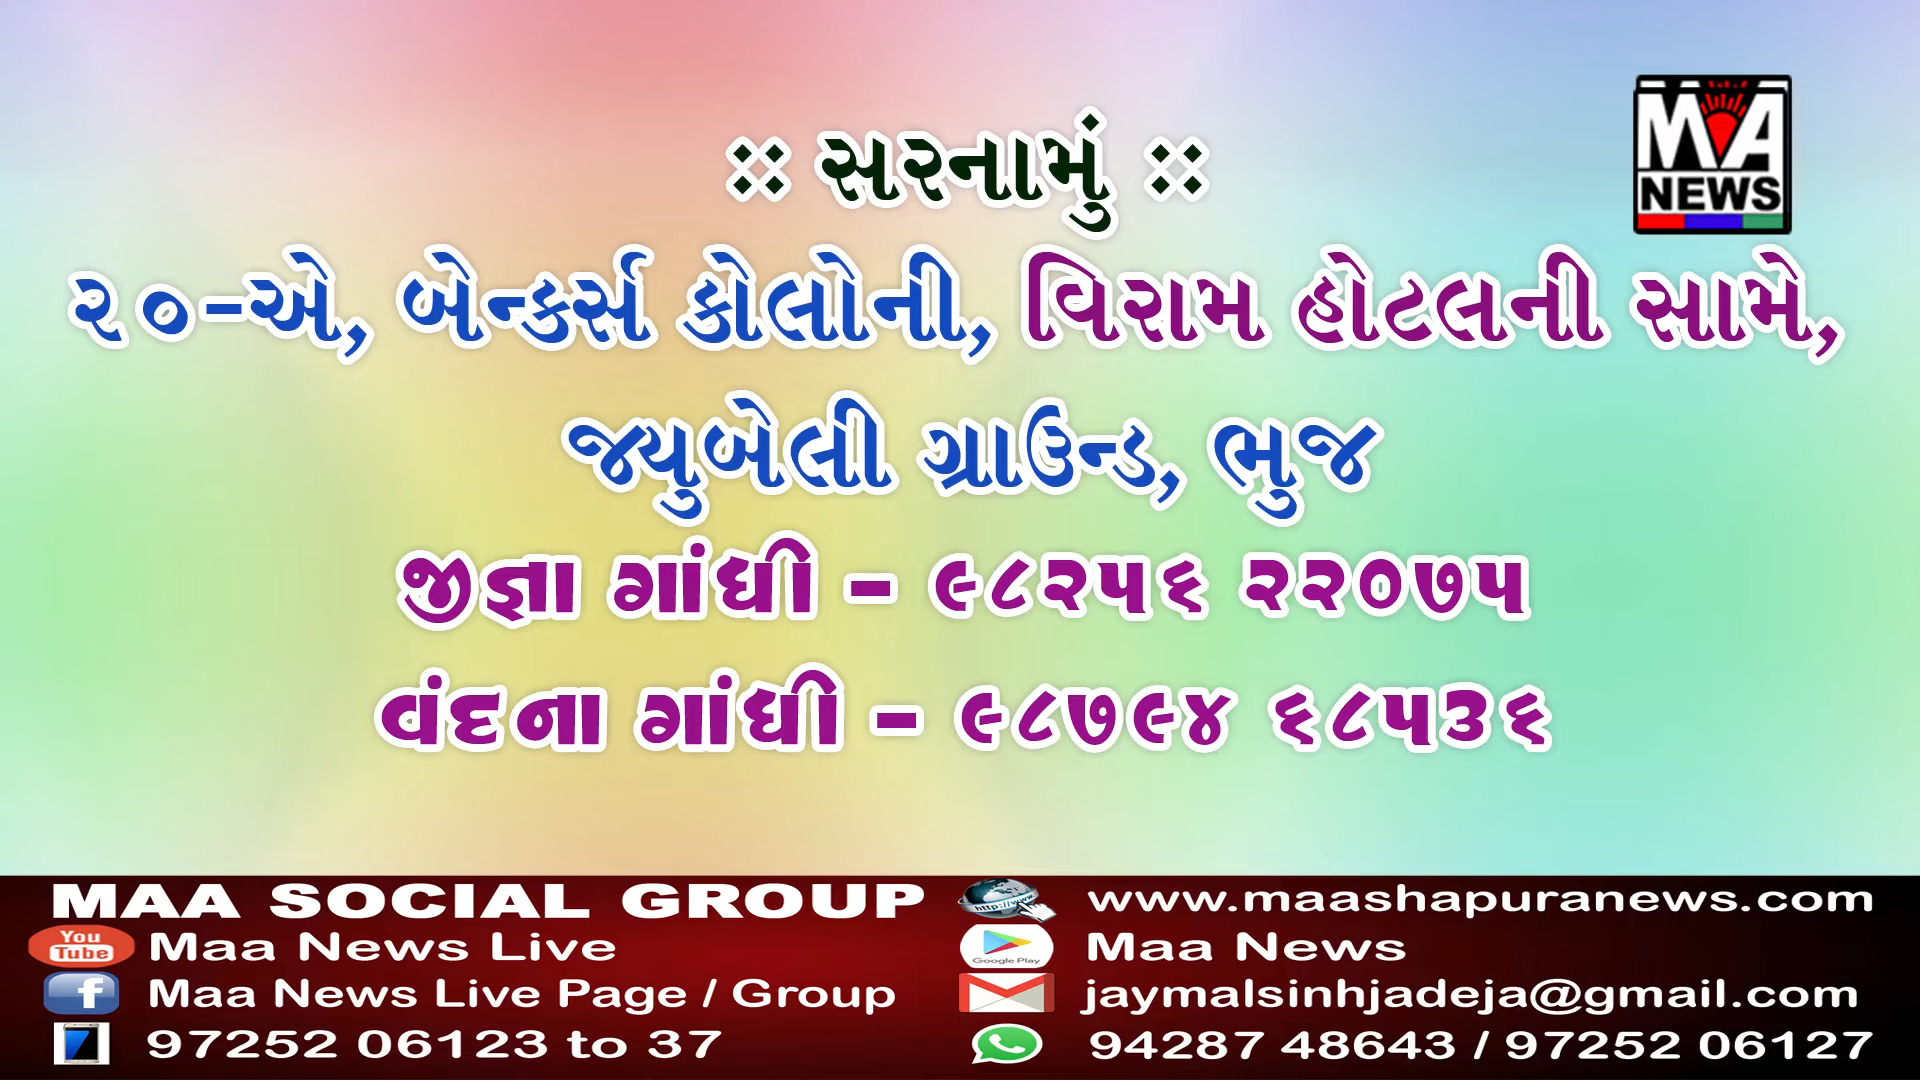 :: સરનામું ::
MAA
NEWS
૨૦-એ, બેન્કર્સ કોલોની, વિરામ હોટલની સામે,
જ્યુબેલી ગ્રાઉન્ડ, ભુજ
જીજ્ઞા ગાંધી - ૯૮૨૫૬ ૨૨૦૭૫
વંદના ગાંધી - ૯૮૭૯૪ ૬૮૫૩૬
MAA SOCIAL GROUP
You
Tube
Maa News Live
f
Maa News Live Page / Group
97252 06123 to 37
http://www.
www.maashapuranews.com
Google Play
Maa News
jaymalsinhjadeja@gmail.com
94287 48643 / 97252 06127